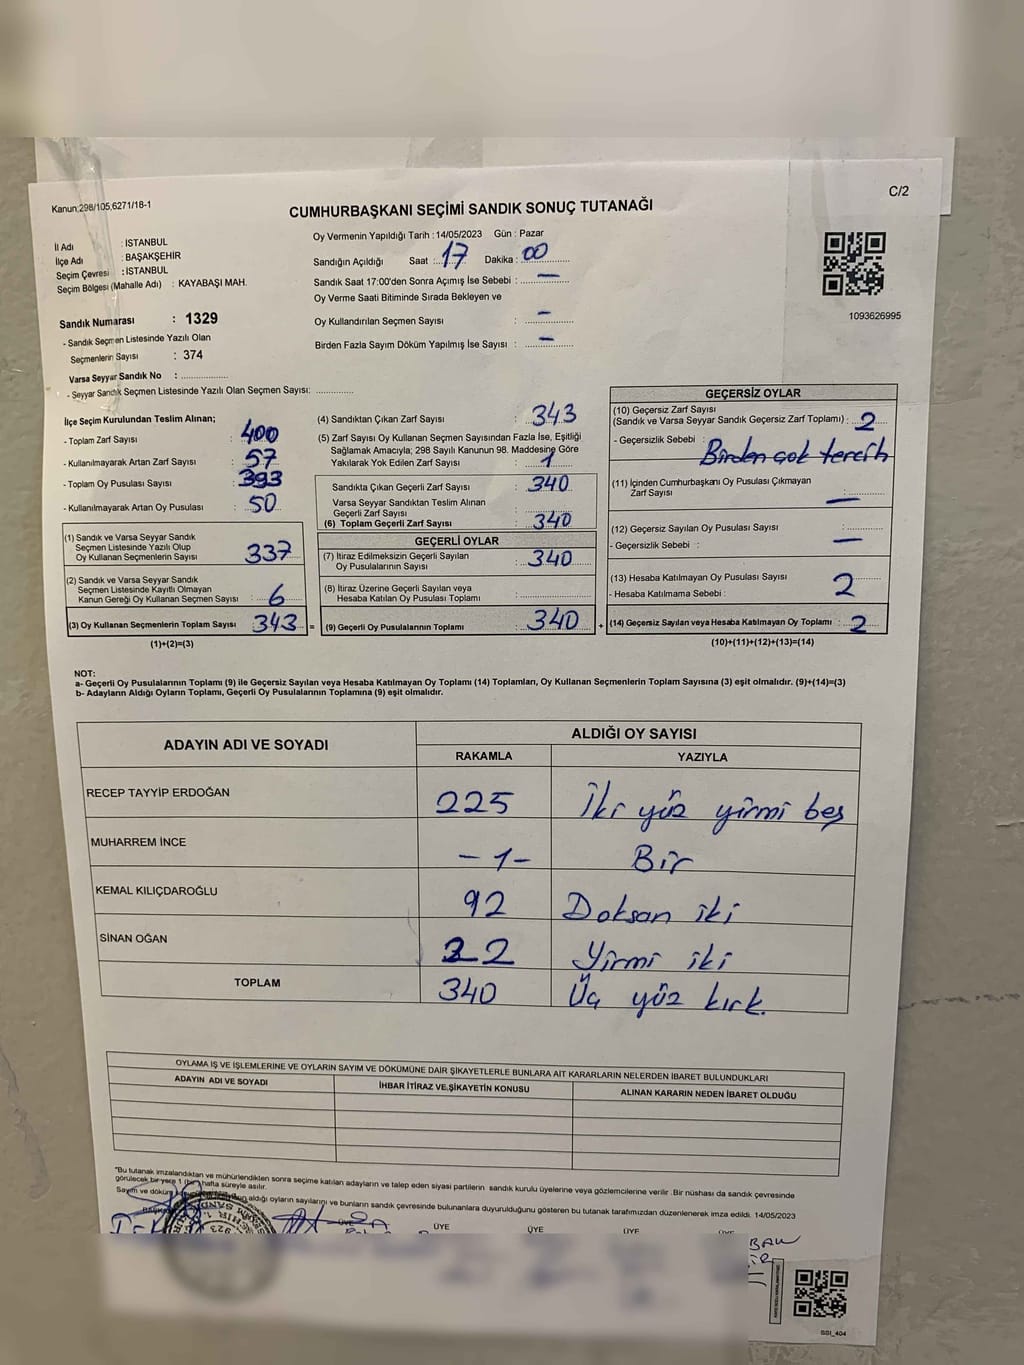 Kanun;298/105,6271/18-1
C/2
CUMHURBAŞKANI SEÇİMİ SANDIK SONUÇ TUTANAĞI
İl Adı : İSTANBUL
İlçe Adı : BAŞAKŞEHİR
Seçim Çevresi : İSTANBUL
Seçim Bölgesi (Mahalle Adı) : KAYABAŞI MAH.
Oy Vermenin Yapıldığı Tarih : 14/05/2023 Gün : Pazar
Sandığın Açıldığı Saat : 17 Dakika : 00
Sandık Saat 17:00'den Sonra Açımış İse Sebebi : —
Oy Verme Saati Bitiminde Sırada Bekleyen ve
Oy Kullandırılan Seçmen Sayısı : —
Birden Fazla Sayım Döküm Yapılmış İse Sayısı : —
1093626995
Sandık Numarası : 1329
- Sandık Seçmen Listesinde Yazılı Olan
Seçmenlerin Sayısı : 374
Varsa Seyyar Sandık No :
- Seyyar Sandık Seçmen Listesinde Yazılı Olan Seçmen Sayısı:
İlçe Seçim Kurulundan Teslim Alınan;
- Toplam Zarf Sayısı : 400
- Kullanılmayarak Artan Zarf Sayısı : 57
- Toplam Oy Pusulası Sayısı : 393
- Kullanılmayarak Artan Oy Pusulası : 50
(1) Sandık ve Varsa Seyyar Sandık
Seçmen Listesinde Yazılı Olup
Oy Kullanan Seçmenlerin Sayısı 337
(2) Sandık ve Varsa Seyyar Sandık
Seçmen Listesinde Kayıtlı Olmayan
Kanun Gereği Oy Kullanan Seçmen Sayısı : 6
(3) Oy Kullanan Seçmenlerin Toplam Sayısı : 343 =
(1)+(2)=(3)
(4) Sandıktan Çıkan Zarf Sayısı : 343
(5) Zarf Sayısı Oy Kullanan Seçmen Sayısından Fazla İse, Eşitliği
Sağlamak Amacıyla; 298 Sayılı Kanunun 98. Maddesine Göre
Yakılarak Yok Edilen Zarf Sayısı : 1
Sandıkta Çıkan Geçerli Zarf Sayısı : 340
Varsa Seyyar Sandıktan Teslim Alınan
Geçerli Zarf Sayısı
(6) Toplam Geçerli Zarf Sayısı : 340
GEÇERLİ OYLAR
(7) İtiraz Edilmeksizin Geçerli Sayılan
Oy Pusulalarının Sayısı : 340
(8) İtiraz Üzerine Geçerli Sayılan veya
Hesaba Katılan Oy Pusulası Toplamı :
(9) Geçerli Oy Pusulalarının Toplamı : 340 +
GEÇERSİZ OYLAR
(10) Geçersiz Zarf Sayısı
(Sandık ve Varsa Seyyar Sandık Geçersiz Zarf Toplamı) : 2
- Geçersizlik Sebebi : Birden çok tercih
(11) İçinden Cumhurbaşkanı Oy Pusulası Çıkmayan
Zarf Sayısı : —
(12) Geçersiz Sayılan Oy Pusulası Sayısı :
- Geçersizlik Sebebi : —
(13) Hesaba Katılmayan Oy Pusulası Sayısı : 2
- Hesaba Katılmama Sebebi :
(14) Geçersiz Sayılan veya Hesaba Katılmayan Oy Toplamı : 2
(10)+(11)+(12)+(13)=(14)
NOT:
a- Geçerli Oy Pusulalarının Toplamı (9) ile Geçersiz Sayılan veya Hesaba Katılmayan Oy Toplamı (14) Toplamları, Oy Kullanan Seçmenlerin Toplam Sayısına (3) eşit olmalıdır. (9)+(14)=(3)
b- Adayların Aldığı Oyların Toplamı, Geçerli Oy Pusulalarının Toplamına (9) eşit olmalıdır.
ADAYIN ADI VE SOYADI
ALDIĞI OY SAYISI
RAKAMLA YAZIYLA
RECEP TAYYİP ERDOĞAN 225 İki yüz yirmi beş
MUHARREM İNCE -1- Bir
KEMAL KILIÇDAROĞLU 92 Doksan iki
SİNAN OĞAN 22 Yirmi iki
TOPLAM 340 Üç yüz kırk.
OYLAMA İŞ VE İŞLEMLERİNE VE OYLARIN SAYIM VE DÖKÜMÜNE DAİR ŞİKAYETLERLE BUNLARA AİT KARARLARIN NELERDEN İBARET BULUNDUKLARI
ADAYIN ADI VE SOYADI İHBAR İTİRAZ VE ŞİKAYETİN KONUSU ALINAN KARARIN NEDEN İBARET OLDUĞU
*Bu tutanak imzalandıktan ve mühürlendikten sonra seçime katılan adayların ve talep eden siyasi partilerin sandık kurulu üyelerine veya gözlemcilerine verilir. Bir nüshası da sandık çevresinde
görülecek bir yere 1 (bir) hafta süreyle asılır.
Sayım ve döküm aldığı oyların sayılarını ve bunların sandık çevresinde bulunanlara duyurulduğunu gösteren bu tutanak tarafımızdan düzenlenerek imza edildi. 14/05/2023
ÜYE ÜYE ÜYE ÜYE
SSI_404